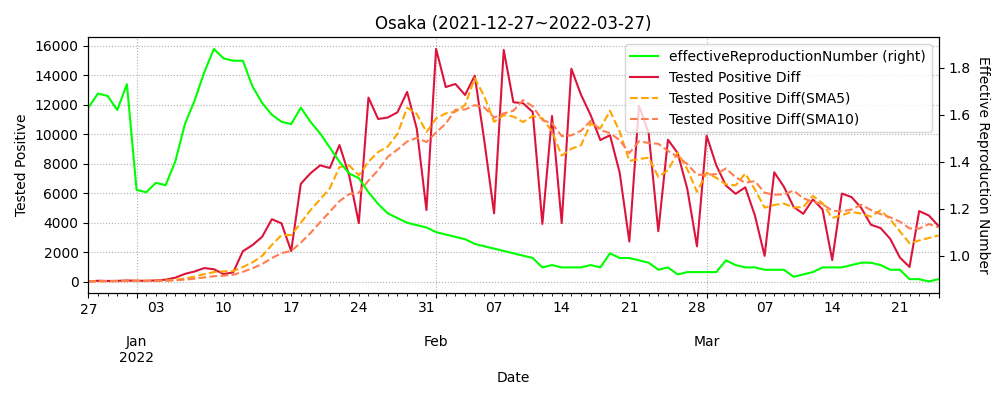 Osaka (2021-12-27~2022-03-27)
effectiveReproductionNumber (right)
Tested Positive Diff
Tested Positive Diff(SMA5)
Tested Positive Diff(SMA10)
Tested Positive
16000
14000
12000
10000
8000
6000
4000
2000
0
Effective Reproduction Number
1.8
1.6
1.4
1.2
1.0
27 03 10 17 24 31 07 14 21 28 07 14 21
Jan Feb Mar
2022
Date